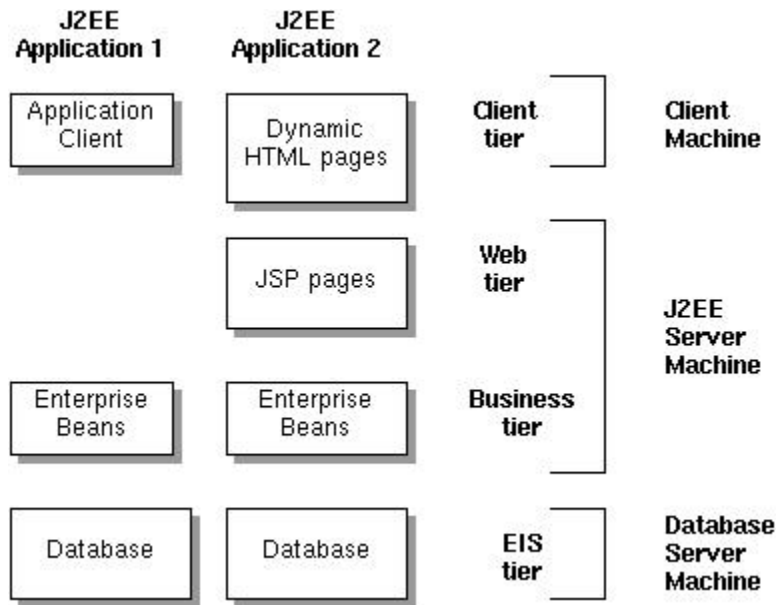 J2EE
Application 1
J2EE
Application 2
Application
Client
Dynamic
HTML pages
Client
tier
Client
Machine
JSP pages
Web
tier
J2EE
Server
Machine
Enterprise
Beans
Enterprise
Beans
Business
tier
Database
Database
EIS
tier
Database
Server
Machine